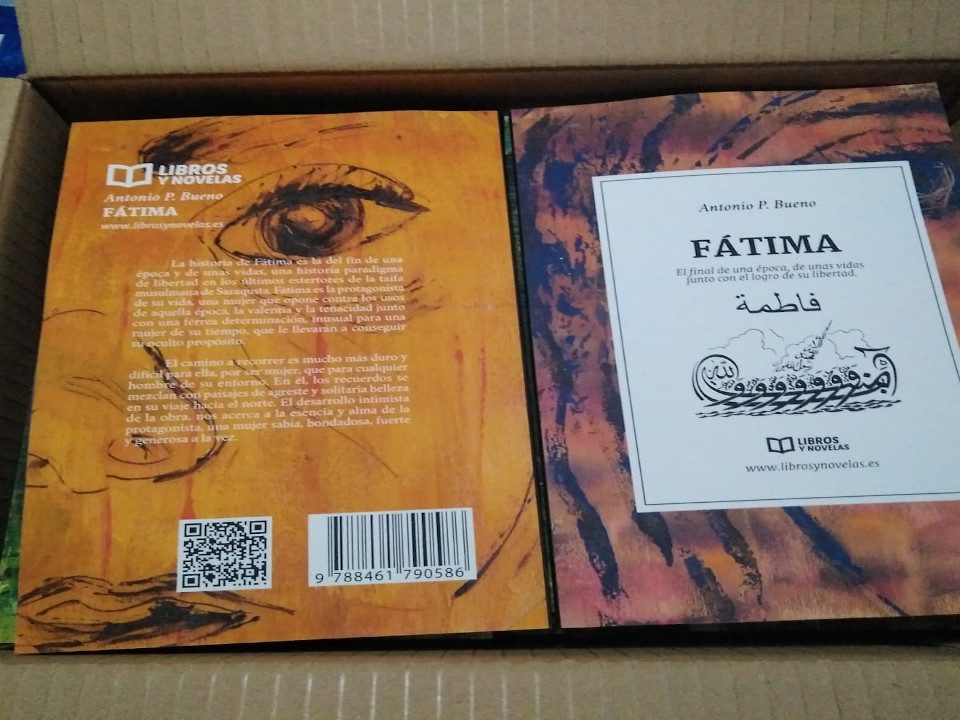 LIBROS
Y NOVELAS
Antonio P. Bueno
FÁTIMA
www.librosynovelas.es
La historia de Fátima es la del fin de una
época y de unas vidas, una historia paradigma
de libertad en los últimos estertores de la taifa
musulmana de Saraqusta. Fátima es la protagonista
de su vida, una mujer que opone contra los usos
de aquella época, la valentía y la tenacidad junto
con una férrea determinación, inusual para una
mujer de su tiempo, que le llevarán a conseguir
su oculto propósito.
El camino a recorrer es mucho más duro y
difícil para ella, por ser mujer, que para cualquier
hombre de su entorno. En él, los recuerdos se
mezclan con paisajes de agreste y solitaria belleza
en su viaje hacia el norte. El desarrollo intimista
de la obra, nos acerca a la esencia y alma de la
protagonista, una mujer sabia, bondadosa, fuerte
y generosa a la vez.
9 788461 790586
Antonio P. Bueno
FÁTIMA
El final de una época, de unas vidas
junto con el logro de su libertad.
فاطمة
LIBROS
Y NOVELAS
www.librosynovelas.es